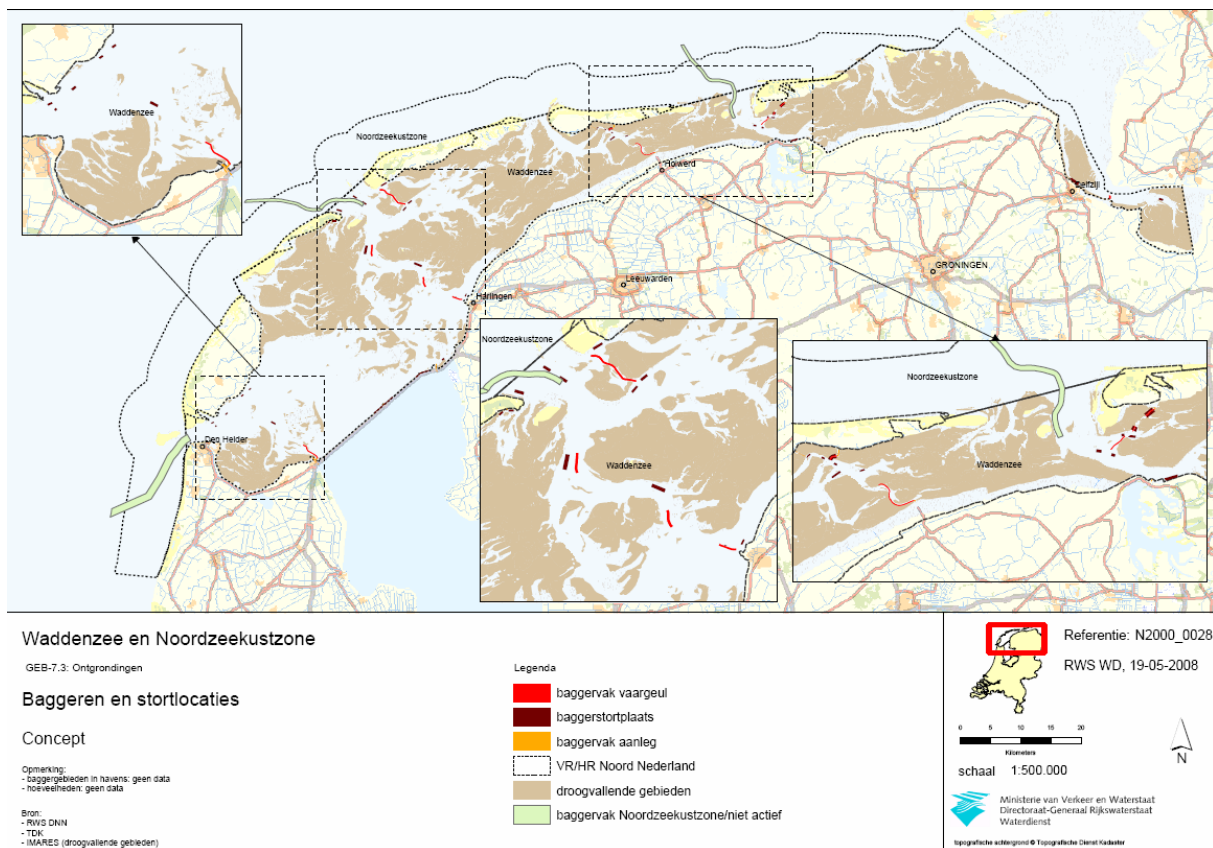 Waddenzee
Noordzeekustzone
Waddenzee
Holwerd
Delfzijl
GRONINGEN
Leeuwarden
Harlingen
Den Helder
Noordzeekustzone
Waddenzee
Noordzeekustzone
Waddenzee
Waddenzee en Noordzeekustzone
GEB-7.3: Ontgrondingen
Baggeren en stortlocaties
Concept
Opmerking:
- baggergebieden in havens: geen data
- hoeveelheden: geen data
Bron:
- RWS DNN
- TDK
- IMARES (droogvallende gebieden)
Legenda
baggervak vaargeul
baggerstortplaats
baggervak aanleg
VR/HR Noord Nederland
droogvallende gebieden
baggervak Noordzeekustzone/niet actief
Referentie: N2000_0028
RWS WD, 19-05-2008
0 5 10 15 20
Kilometers
schaal 1:500.000
N
Ministerie van Verkeer en Waterstaat
Directoraat-Generaal Rijkswaterstaat
Waterdienst
topografische achtergrond © Topografische Dienst Kadaster